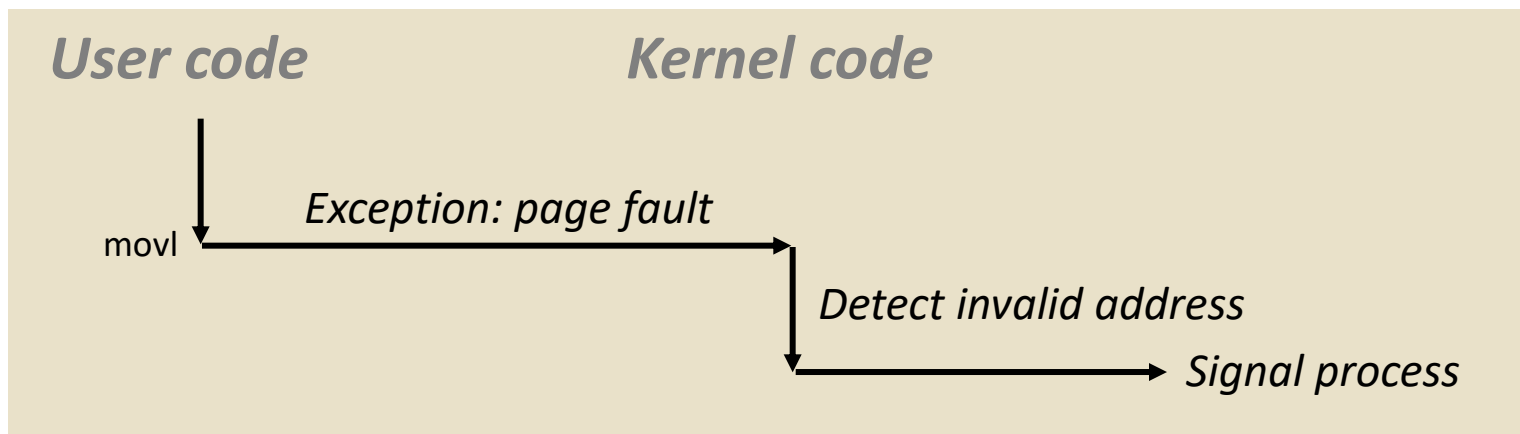 User code
Kernel code
Exception: page fault
movl
Detect invalid address
Signal process